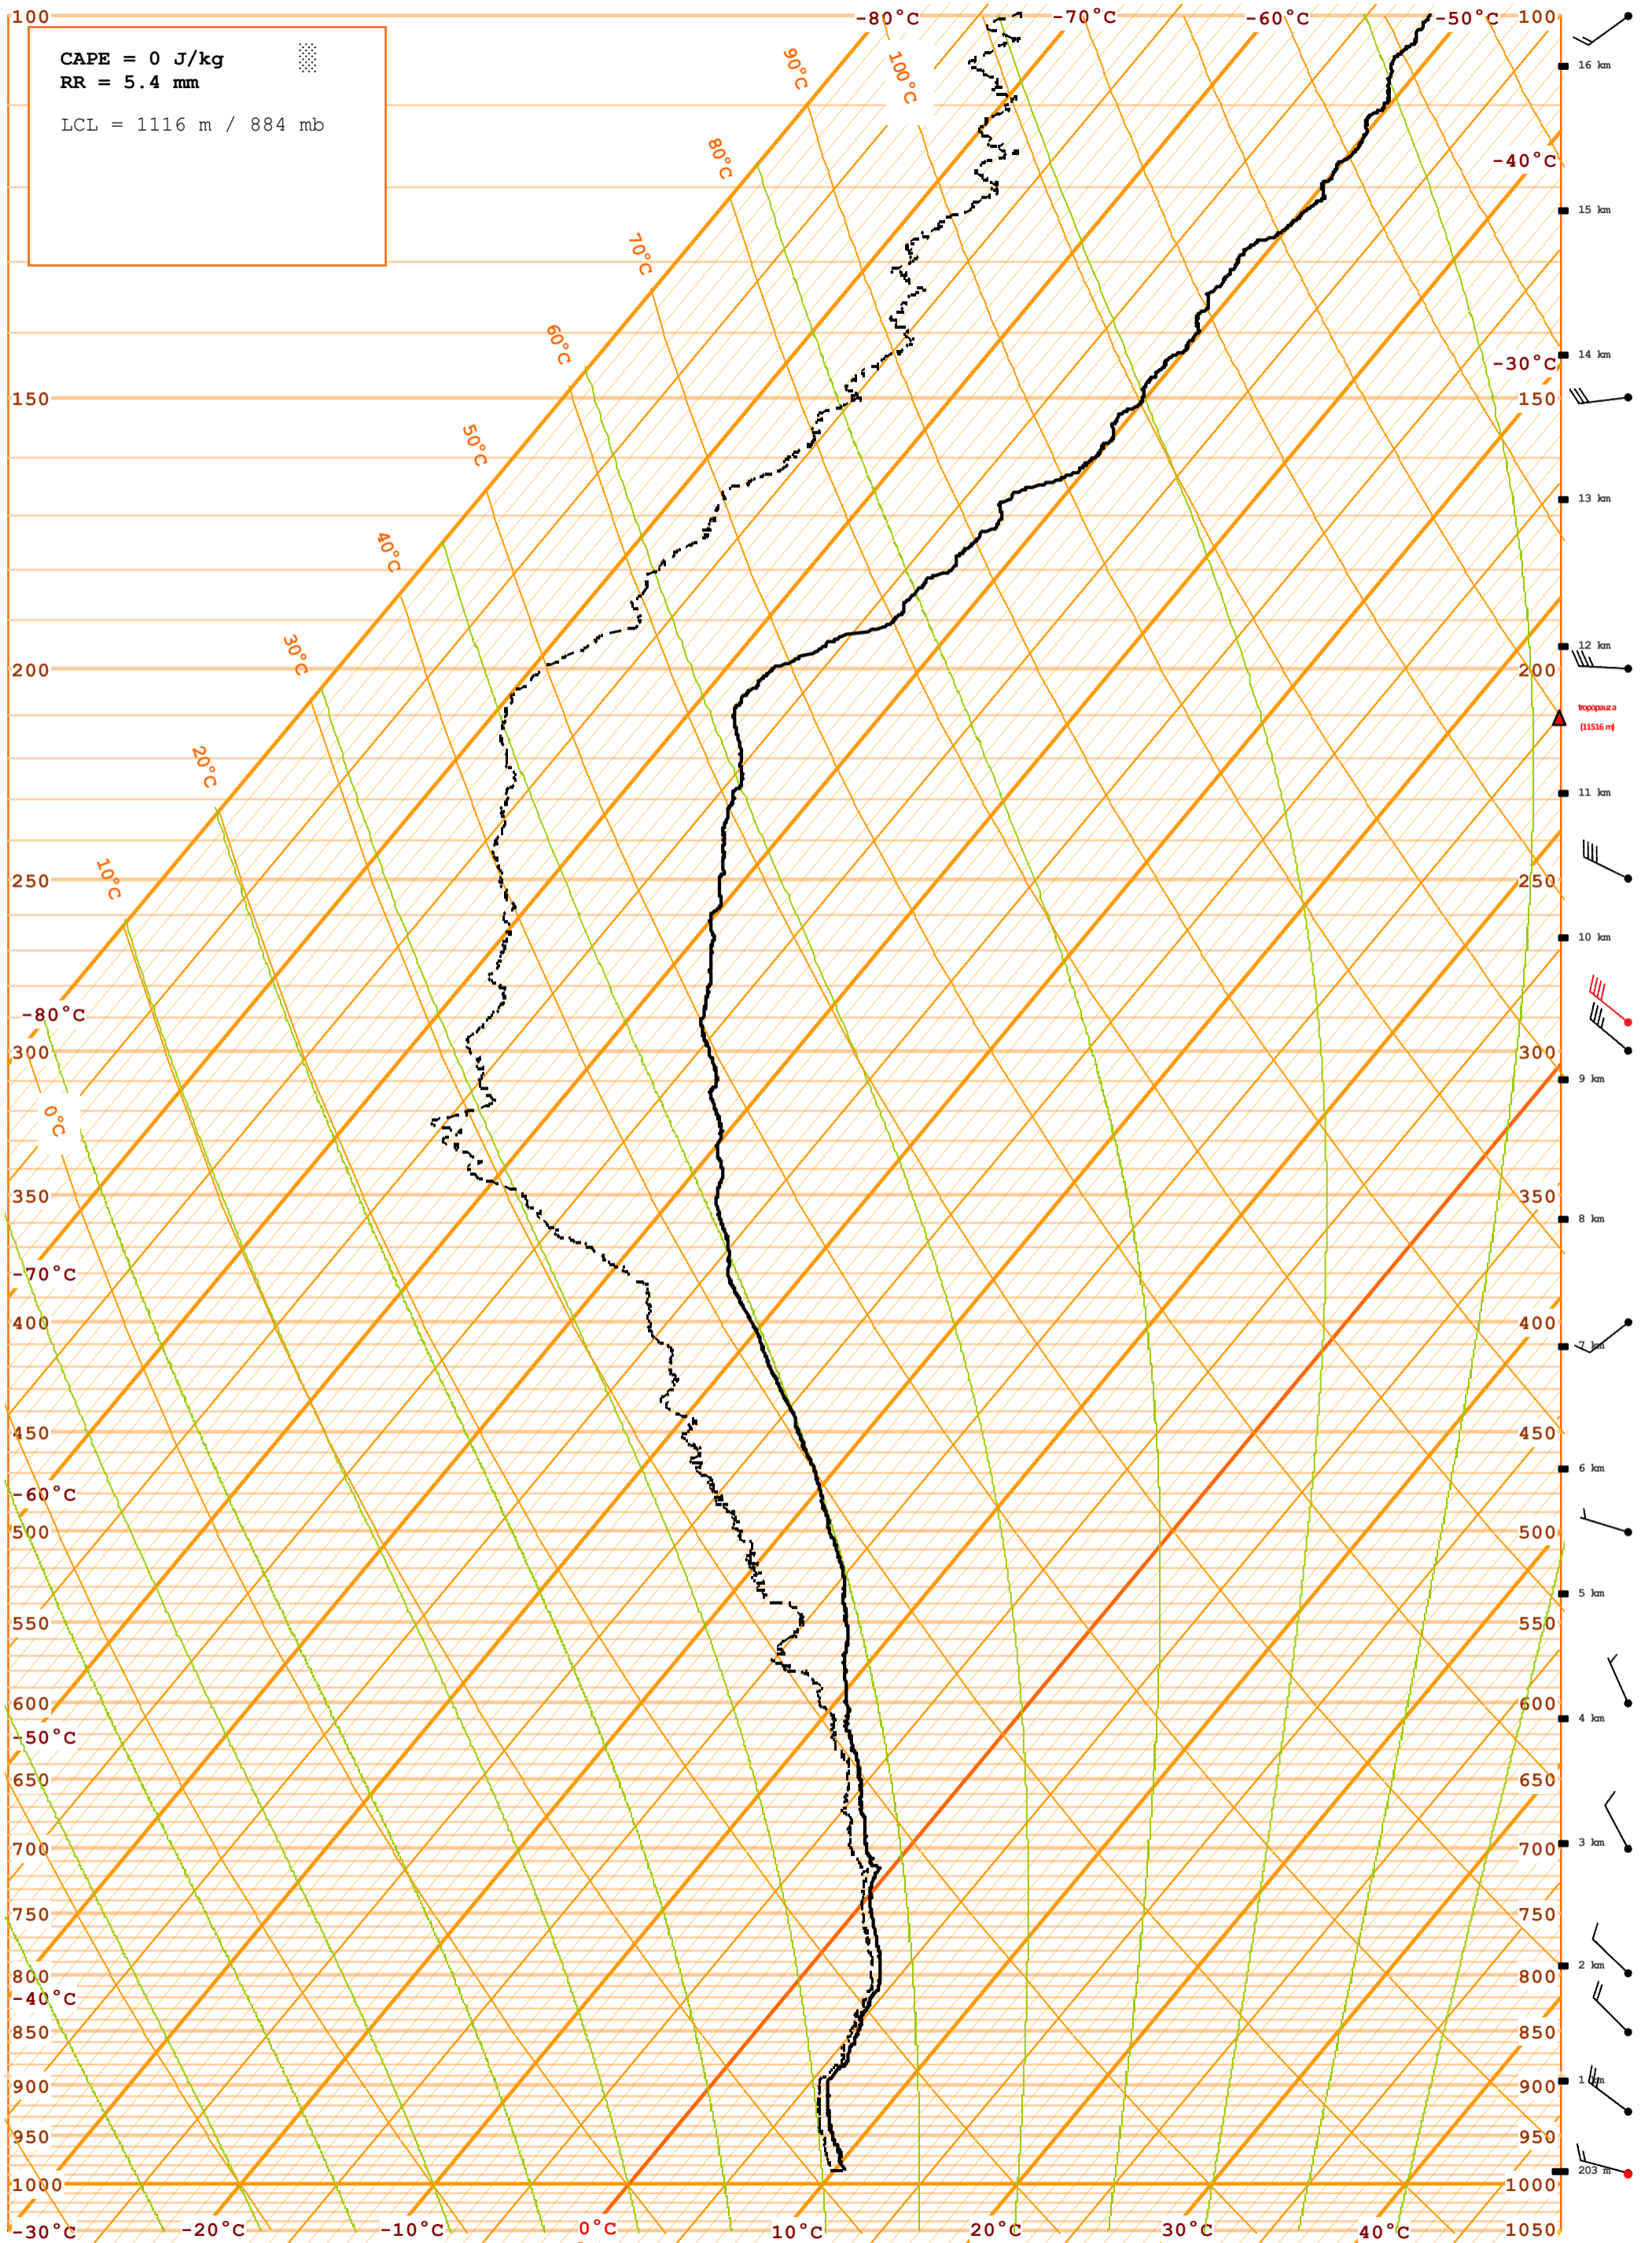 100 -80°C -70°C -60°C -50°C 100
CAPE = 0 J/kg
RR = 5.4 mm
LCL = 1116 m / 884 mb
90°C 100°C
16 km
80°C -40°C
15 km
70°C
60°C -30°C 14 km
150 150
50°C
13 km
40°C
30°C 12 km
200 200
tropopauza
(11516 m)
20°C
11 km
250 250
10°C
10 km
-80°C
300 300
9 km
0°C
350 350
8 km
-70°C
400 400
7 km
450 450
6 km
-60°C
500 500
5 km
550 550
600 600
4 km
-50°C
650 650
700 700
3 km
750 750
2 km
800 800
-40°C
850 850
1 km
900 900
950 950
203 m
1000 1000
-30°C -20°C -10°C 0°C 10°C 20°C 30°C 40°C 1050